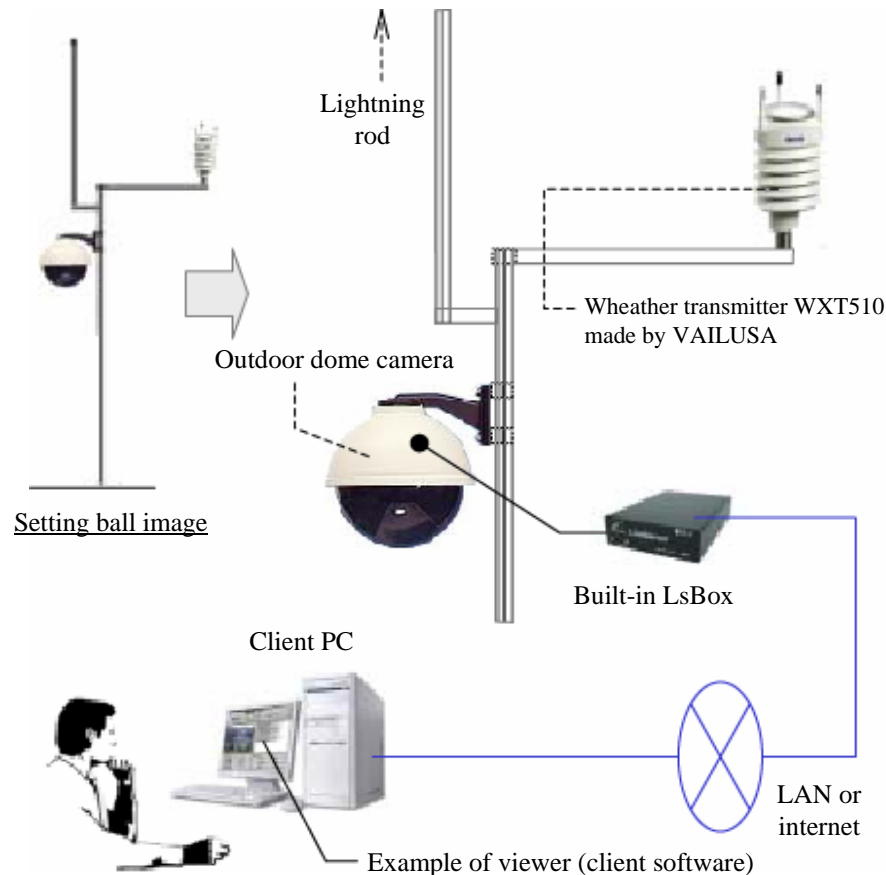 Lightning
rod
Wheather transmitter WXT510
made by VAILUSA
Outdoor dome camera
Setting ball image
Built-in LsBox
Client PC
LAN or
internet
Example of viewer (client software)